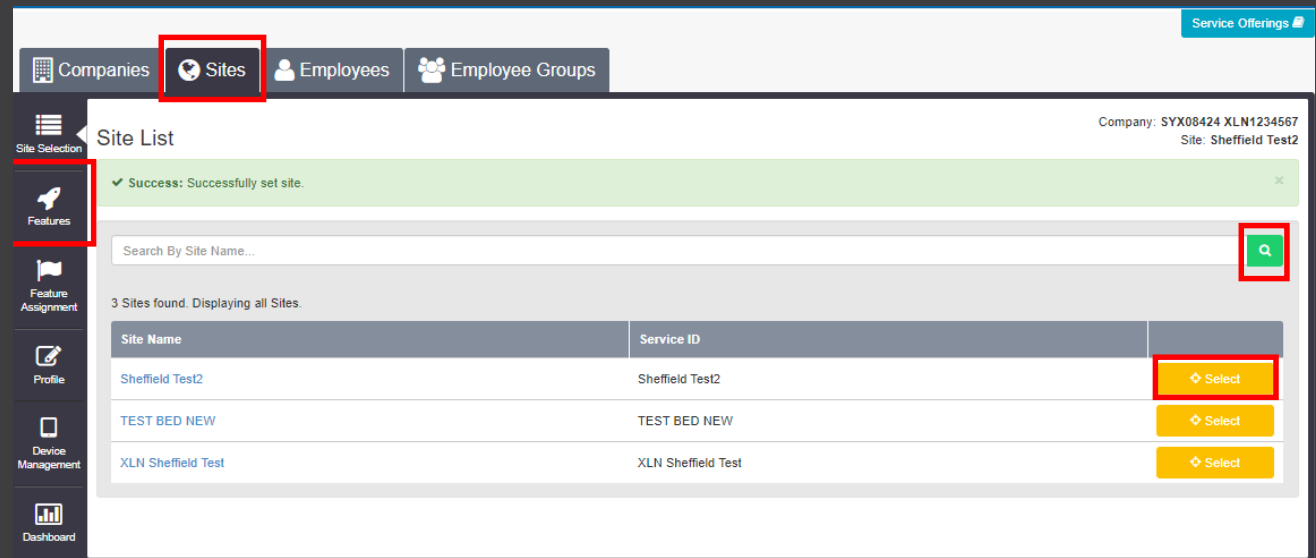 Service Offerings
Companies Sites Employees Employee Groups
Site Selection
Features
Feature
Assignment
Profile
Device
Management
Dashboard
Site List
Company: SYX08424 XLN1234567
Site: Sheffield Test2
✔ Success: Successfully set site. ×
Search By Site Name...
3 Sites found. Displaying all Sites.
Site Name Service ID
Sheffield Test2 Sheffield Test2 Select
TEST BED NEW TEST BED NEW Select
XLN Sheffield Test XLN Sheffield Test Select